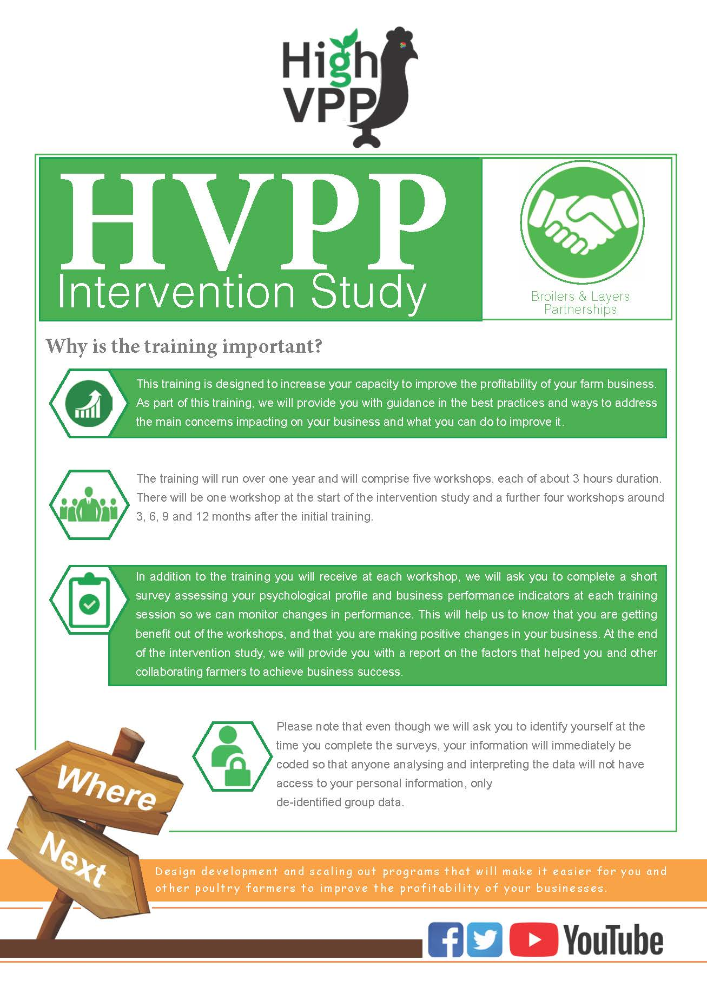 High
VPP
HVPP
Intervention Study
Broilers & Layers
Partnerships
Why is the training important?
This training is designed to increase your capacity to improve the profitability of your farm business.
As part of this training, we will provide you with guidance in the best practices and ways to address
the main concerns impacting on your business and what you can do to improve it.
The training will run over one year and will comprise five workshops, each of about 3 hours duration.
There will be one workshop at the start of the intervention study and a further four workshops around
3, 6, 9 and 12 months after the initial training.
In addition to the training you will receive at each workshop, we will ask you to complete a short
survey assessing your psychological profile and business performance indicators at each training
session so we can monitor changes in performance. This will help us to know that you are getting
benefit out of the workshops, and that you are making positive changes in your business. At the end
of the intervention study, we will provide you with a report on the factors that helped you and other
collaborating farmers to achieve business success.
Please note that even though we will ask you to identify yourself at the
time you complete the surveys, your information will immediately be
coded so that anyone analysing and interpreting the data will not have
access to your personal information, only
de-identified group data.
Where
Next
Design development and scaling out programs that will make it easier for you and
other poultry farmers to improve the profitability of your businesses.
YouTube